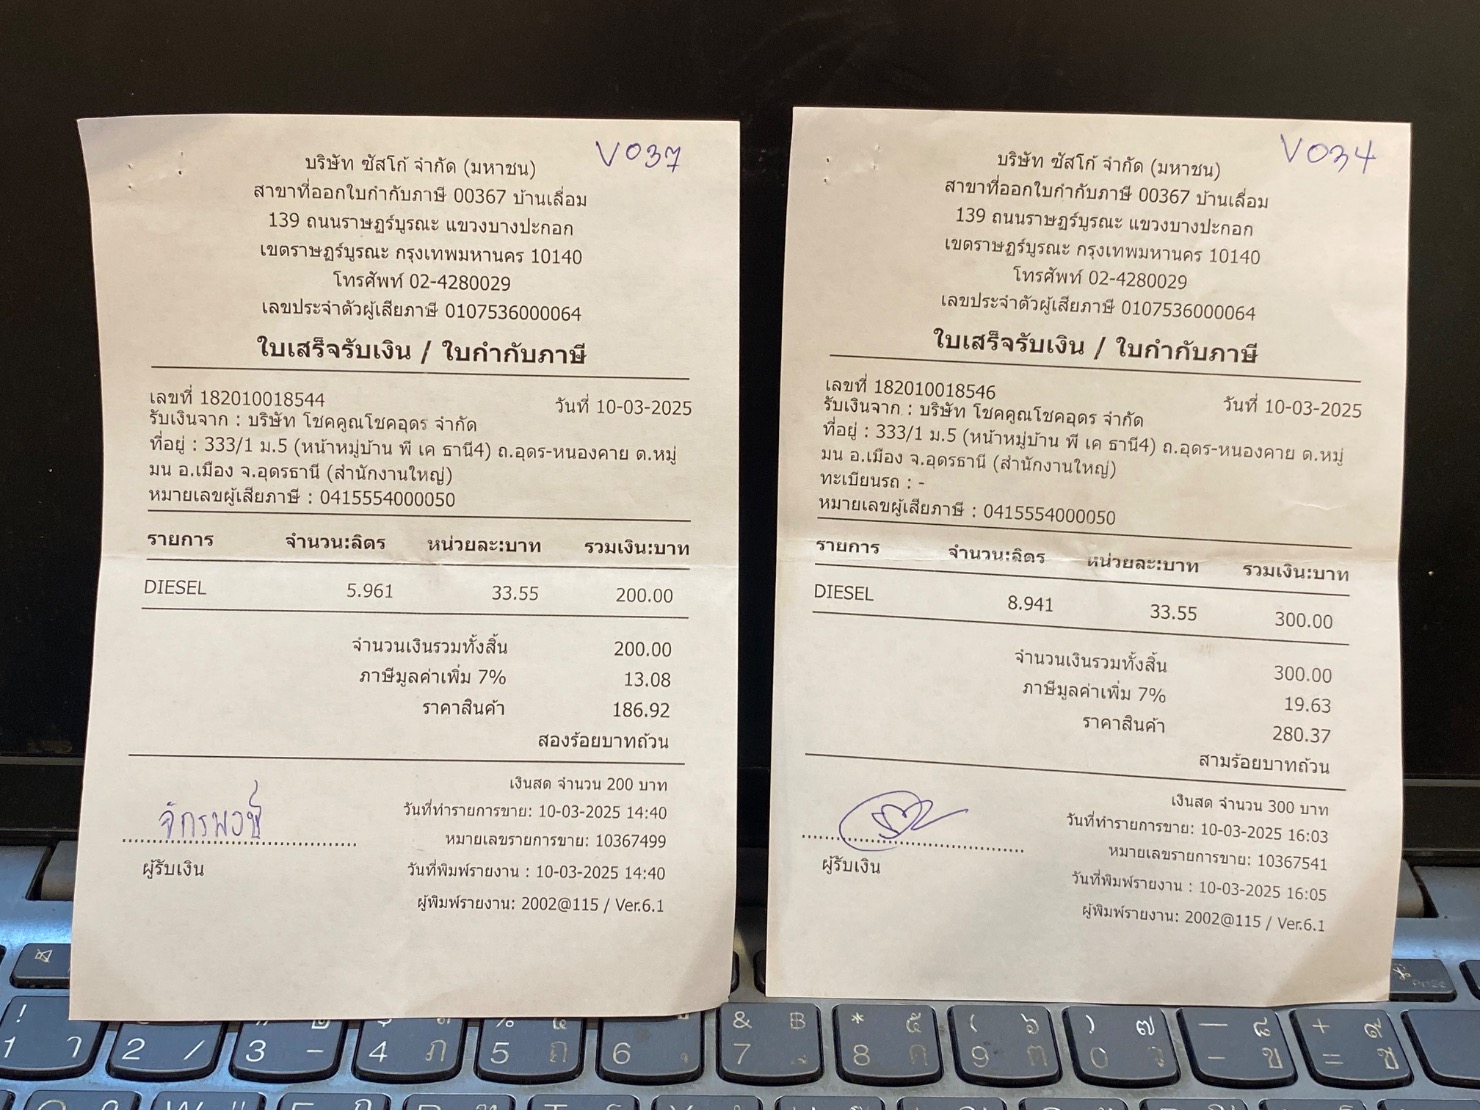 V037
บริษัท ซัสโก้ จำกัด (มหาชน)
สาขาที่ออกใบกำกับภาษี 00367 บ้านเลื่อม
139 ถนนราษฎร์บูรณะ แขวงบางปะกอก
เขตราษฎร์บูรณะ กรุงเทพมหานคร 10140
โทรศัพท์ 02-4280029
เลขประจำตัวผู้เสียภาษี 0107536000064
ใบเสร็จรับเงิน / ใบกำกับภาษี
เลขที่ 182010018544 วันที่ 10-03-2025
รับเงินจาก : บริษัท โชคคูณโชคอุดร จำกัด
ที่อยู่ : 333/1 ม.5 (หน้าหมู่บ้าน พี เค ธานี4) ถ.อุดร-หนองคาย ต.หมู่
มน อ.เมือง จ.อุดรธานี (สำนักงานใหญ่)
หมายเลขผู้เสียภาษี : 0415554000050
รายการ จำนวน:ลิตร หน่วยละ:บาท รวมเงิน:บาท
DIESEL 5.961 33.55 200.00
จำนวนเงินรวมทั้งสิ้น 200.00
ภาษีมูลค่าเพิ่ม 7% 13.08
ราคาสินค้า 186.92
สองร้อยบาทถ้วน
เงินสด จำนวน 200 บาท
วันที่ทำรายการขาย: 10-03-2025 14:40
จักรพงษ์
หมายเลขรายการขาย: 10367499
ผู้รับเงิน
วันที่พิมพ์รายงาน : 10-03-2025 14:40
ผู้พิมพ์รายงาน: 2002@115 / Ver.6.1
V034
บริษัท ซัสโก้ จำกัด (มหาชน)
สาขาที่ออกใบกำกับภาษี 00367 บ้านเลื่อม
139 ถนนราษฎร์บูรณะ แขวงบางปะกอก
เขตราษฎร์บูรณะ กรุงเทพมหานคร 10140
โทรศัพท์ 02-4280029
เลขประจำตัวผู้เสียภาษี 0107536000064
ใบเสร็จรับเงิน / ใบกำกับภาษี
เลขที่ 182010018546 วันที่ 10-03-2025
รับเงินจาก : บริษัท โชคคูณโชคอุดร จำกัด
ที่อยู่ : 333/1 ม.5 (หน้าหมู่บ้าน พี เค ธานี4) ถ.อุดร-หนองคาย ต.หมู่
มน อ.เมือง จ.อุดรธานี (สำนักงานใหญ่)
ทะเบียนรถ : -
หมายเลขผู้เสียภาษี : 0415554000050
รายการ จำนวน:ลิตร หน่วยละ:บาท รวมเงิน:บาท
DIESEL 8.941 33.55 300.00
จำนวนเงินรวมทั้งสิ้น 300.00
ภาษีมูลค่าเพิ่ม 7% 19.63
ราคาสินค้า 280.37
สามร้อยบาทถ้วน
เงินสด จำนวน 300 บาท
วันที่ทำรายการขาย: 10-03-2025 16:03
หมายเลขรายการขาย: 10367541
ผู้รับเงิน
วันที่พิมพ์รายงาน : 10-03-2025 16:05
ผู้พิมพ์รายงาน: 2002@115 / Ver.6.1